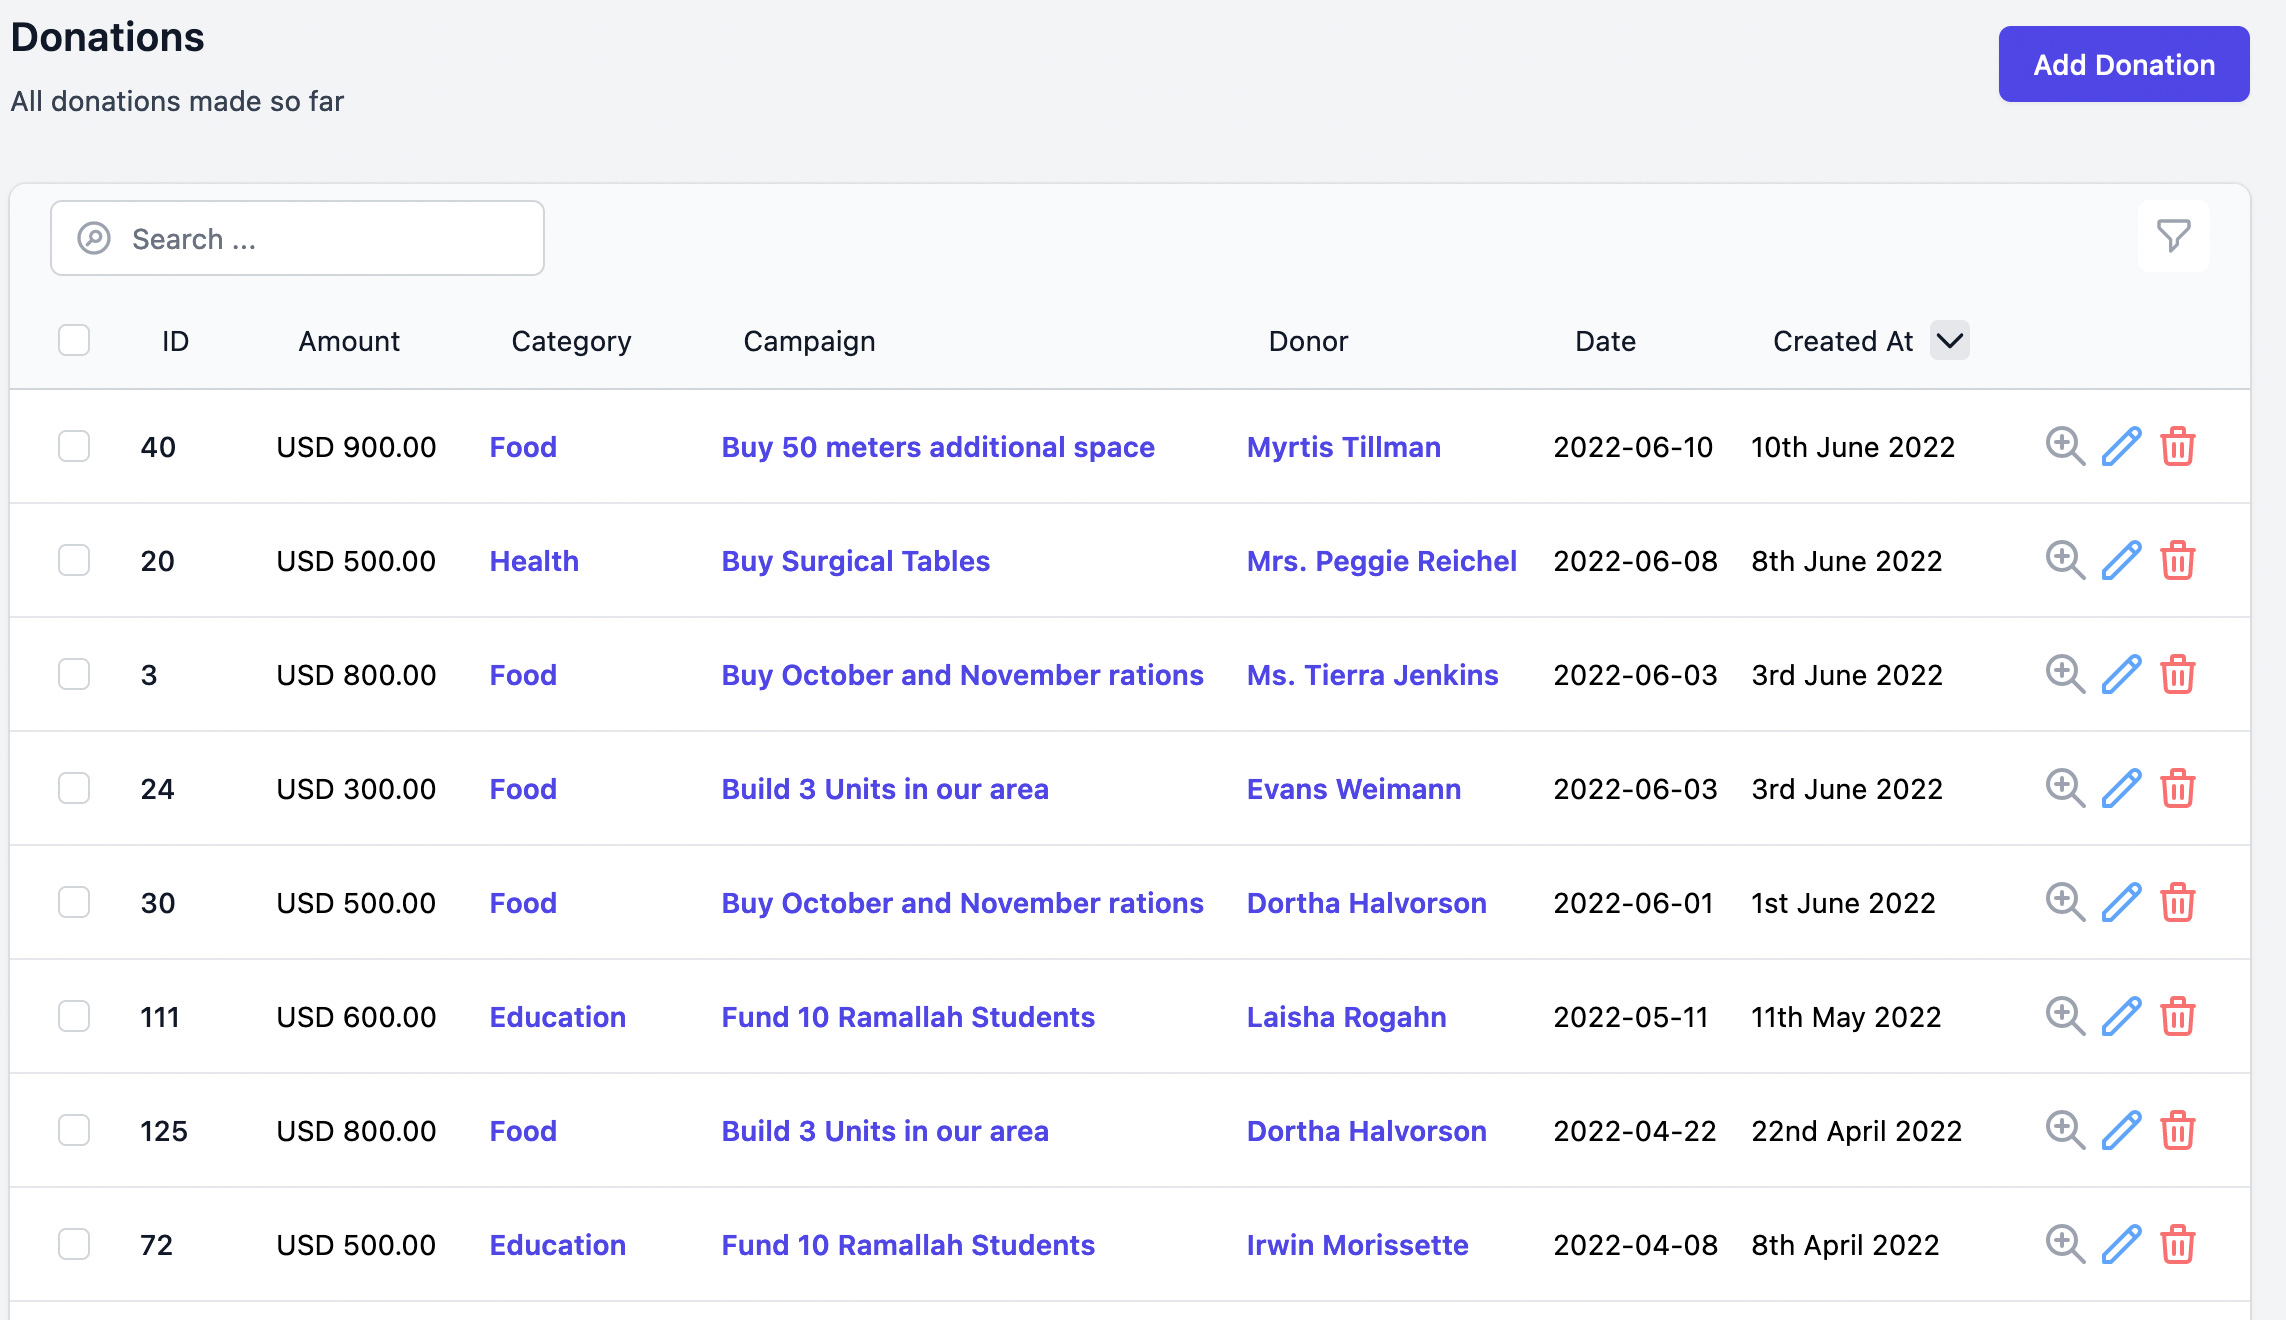 Donations
Add Donation
All donations made so far
Search ...
ID Amount Category Campaign Donor Date Created At
40 USD 900.00 Food Buy 50 meters additional space Myrtis Tillman 2022-06-10 10th June 2022
20 USD 500.00 Health Buy Surgical Tables Mrs. Peggie Reichel 2022-06-08 8th June 2022
3 USD 800.00 Food Buy October and November rations Ms. Tierra Jenkins 2022-06-03 3rd June 2022
24 USD 300.00 Food Build 3 Units in our area Evans Weimann 2022-06-03 3rd June 2022
30 USD 500.00 Food Buy October and November rations Dortha Halvorson 2022-06-01 1st June 2022
111 USD 600.00 Education Fund 10 Ramallah Students Laisha Rogahn 2022-05-11 11th May 2022
125 USD 800.00 Food Build 3 Units in our area Dortha Halvorson 2022-04-22 22nd April 2022
72 USD 500.00 Education Fund 10 Ramallah Students Irwin Morissette 2022-04-08 8th April 2022